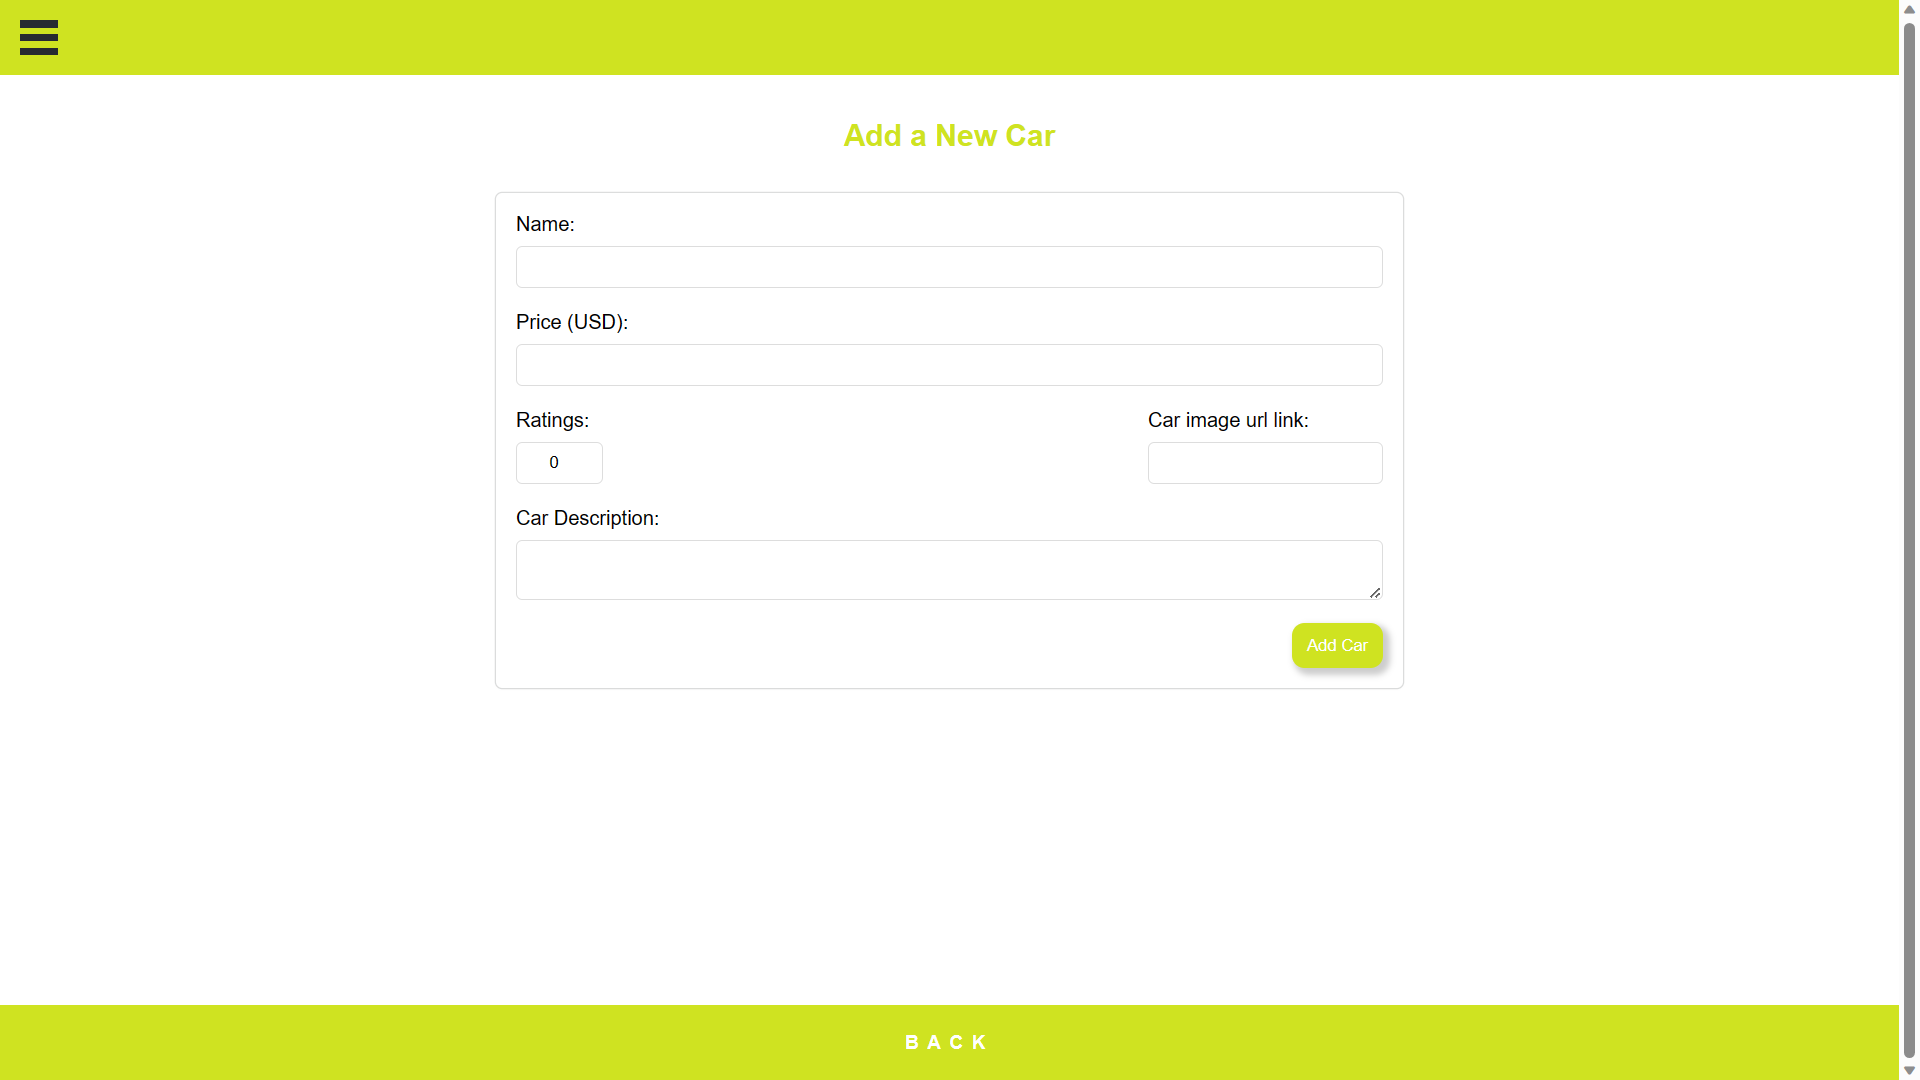 Add a New Car
Name:
Price (USD):
Ratings:
Car image url link:
0
Car Description:
Add Car
BACK